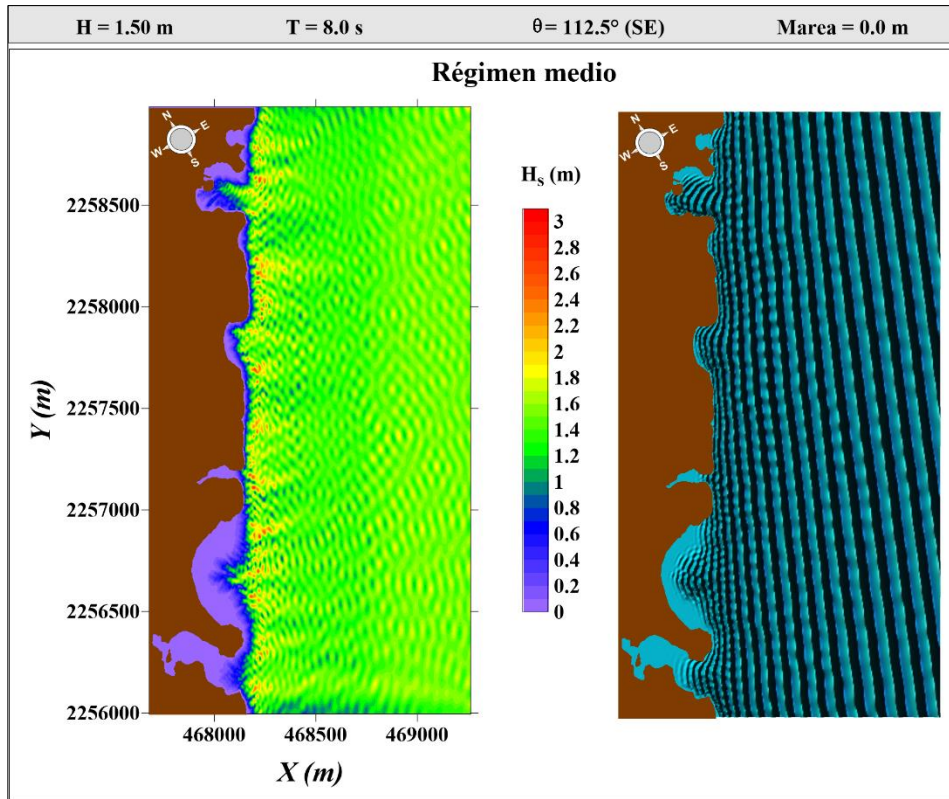 H = 1.50 m T = 8.0 s θ = 112.5° (SE) Marea = 0.0 m
Régimen medio
N
E
W
S
N
E
W
S
H_s (m)
3
2.8
2.6
2.4
2.2
2
1.8
1.6
1.4
1.2
1
0.8
0.6
0.4
0.2
0
2258500
2258000
2257500
2257000
2256500
2256000
Y (m)
468000 468500 469000
X (m)